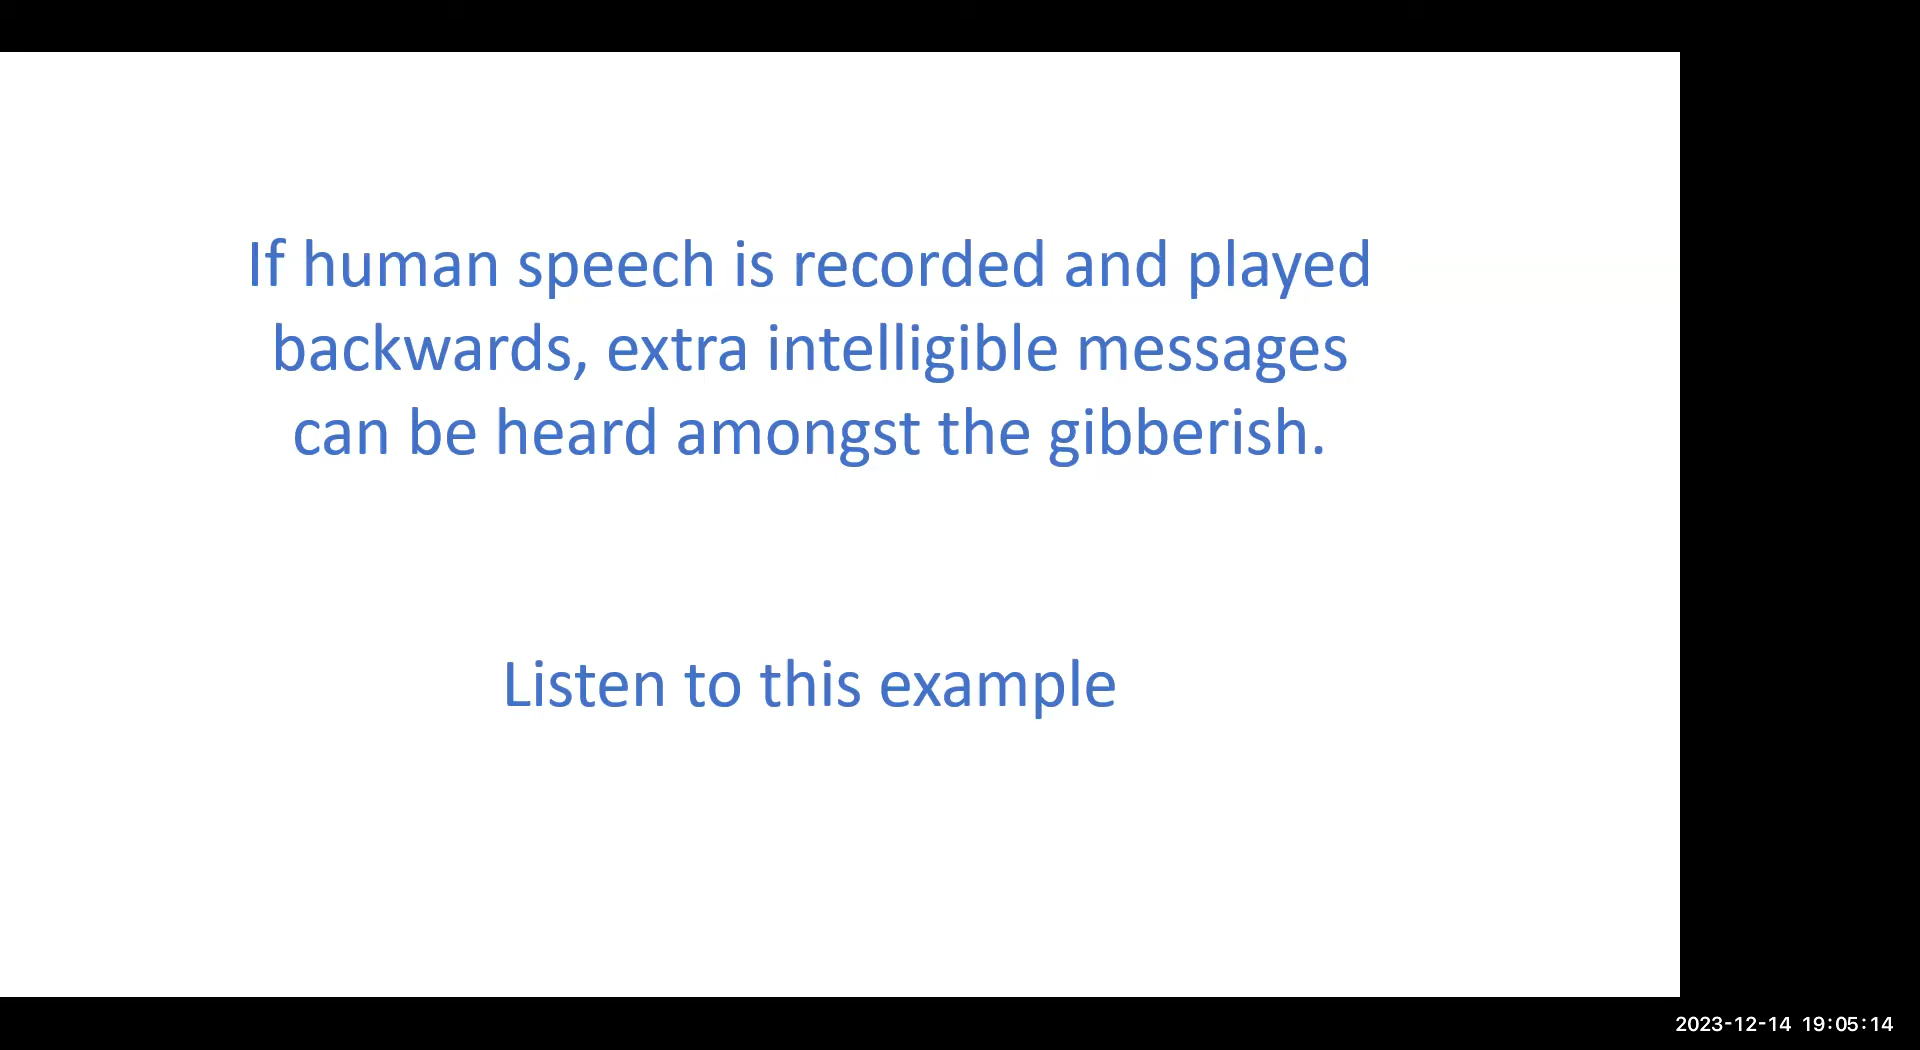 If human speech is recorded and played
backwards, extra intelligible messages
can be heard amongst the gibberish.
Listen to this example
2023-12-14 19:05:14